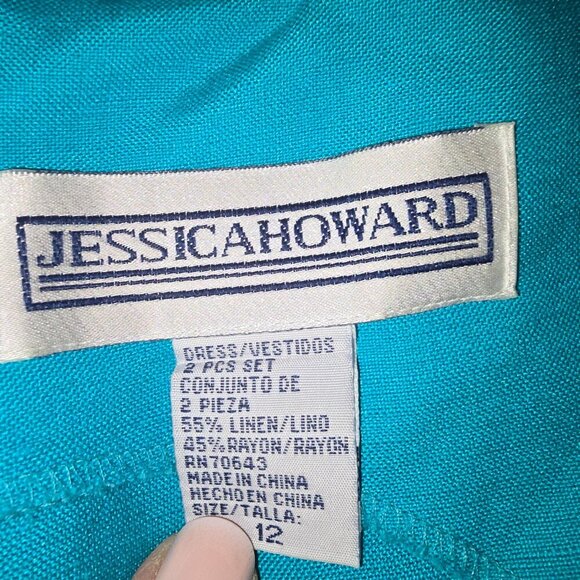 JESSICAHOWARD
DRESS/VESTIDOS
2 PCS SET
CONJUNTO DE
2 PIEZA
55% LINEN/LINO
45%RAYON/RAYON
RN70643
MADE IN CHINA
HECHO EN CHINA
SIZE/TALLA:
12